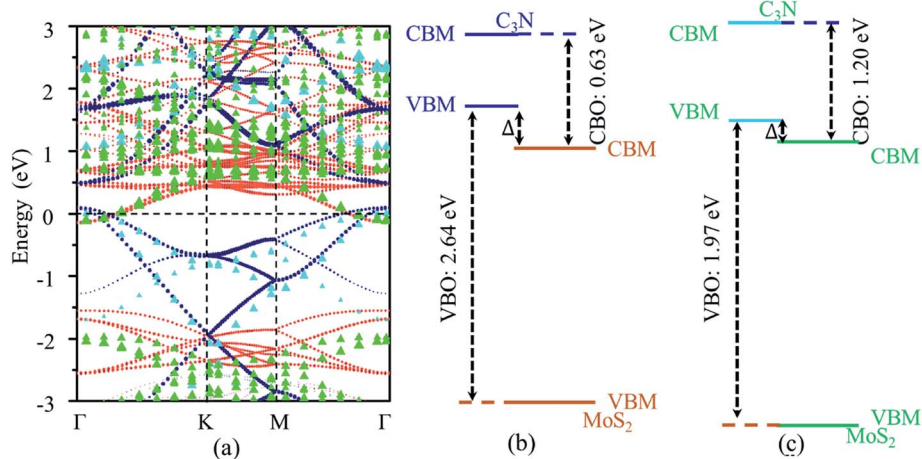 3
2
1
0
-1
-2
-3
Energy (eV)
Γ
K
M
Γ
(a)
CBM
VBM
Δ
CBO: 0.63 eV
CBM
VBO: 2.64 eV
VBM
MoS2
(b)
C3N
CBM
VBM
Δ
CBO: 1.20 eV
CBM
VBO: 1.97 eV
VBM
MoS2
(c)